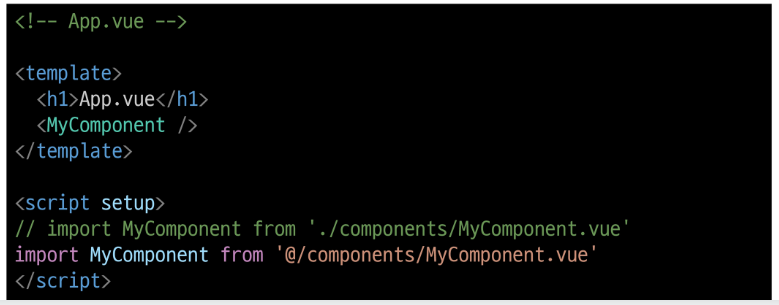 <!-- App.vue -->
<template>
<h1>App.vue</h1>
<MyComponent />
</template>
<script setup>
// import MyComponent from './components/MyComponent.vue'
import MyComponent from '@/components/MyComponent.vue'
</script>